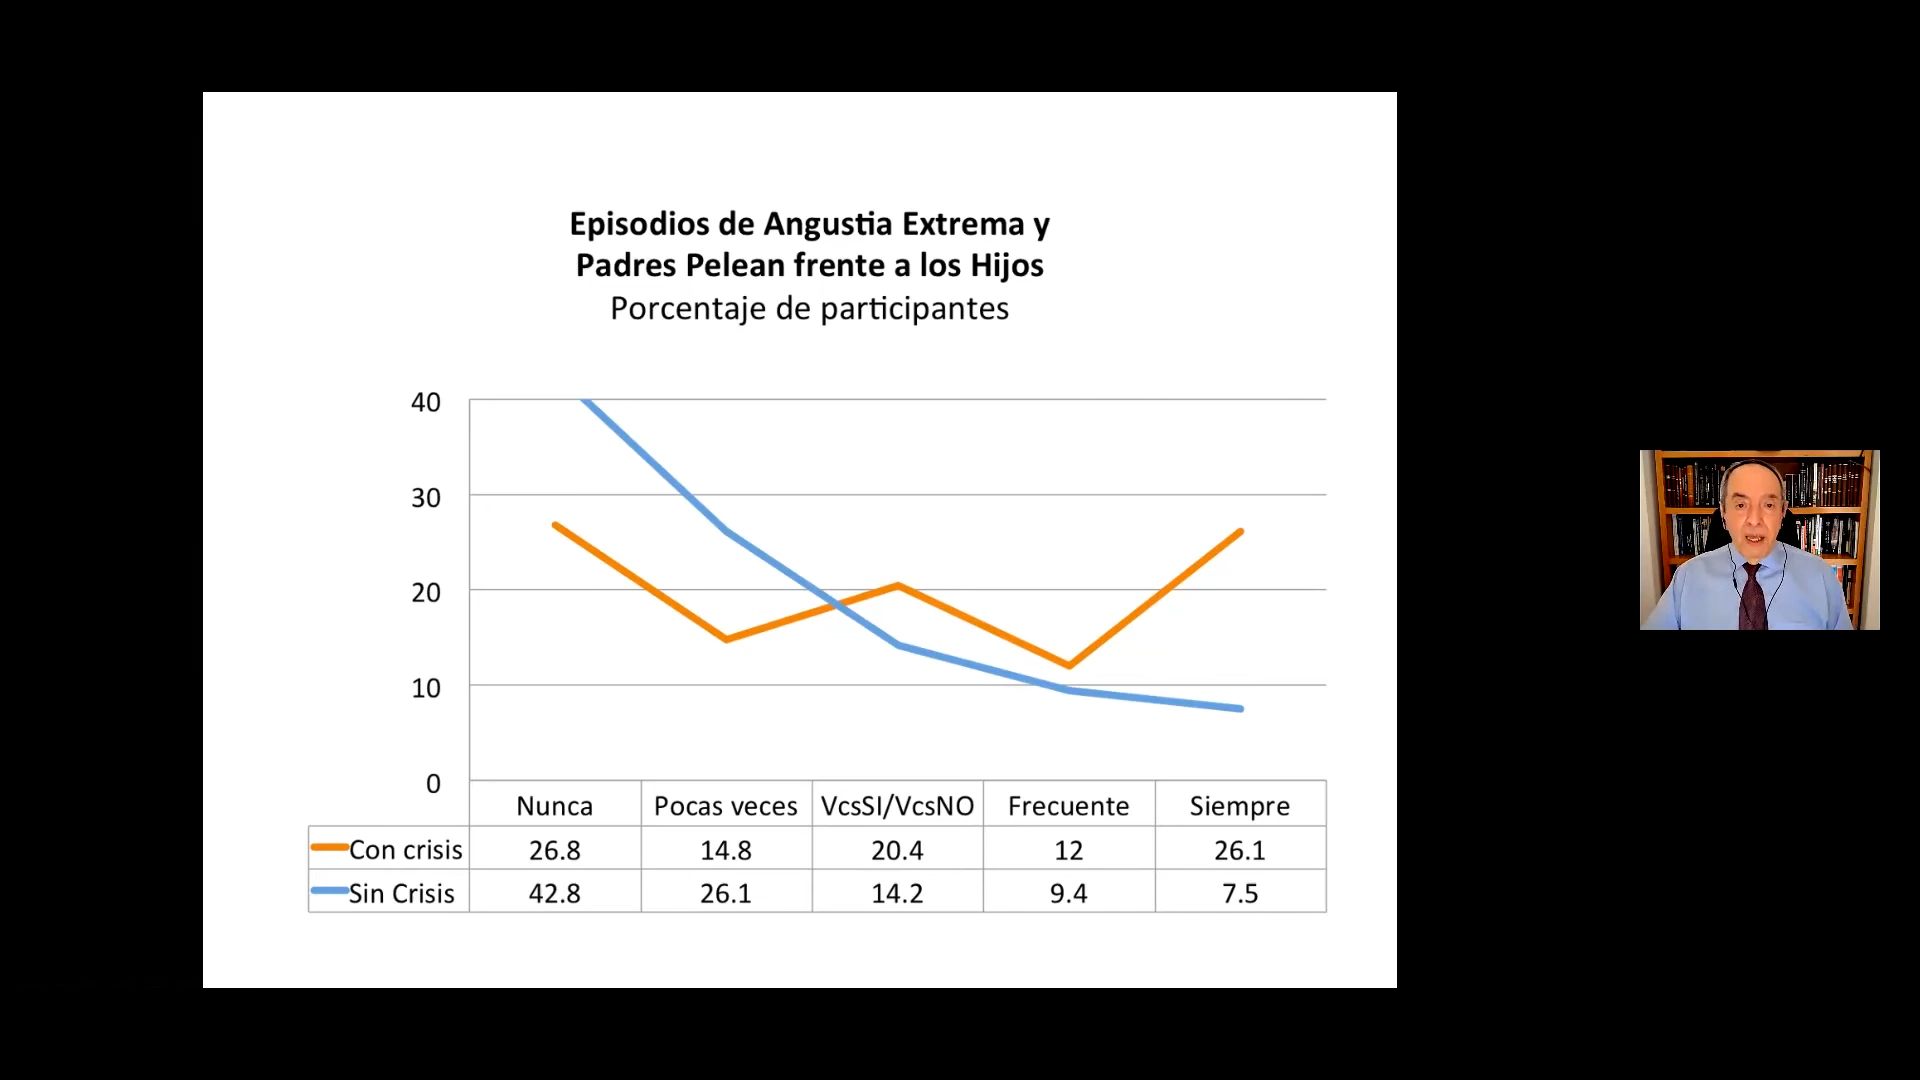 Episodios de Angustia Extrema y
Padres Pelean frente a los Hijos
Porcentaje de participantes
40
30
20
10
0
Nunca Pocas veces VcsSI/VcsNO Frecuente Siempre
Con crisis 26.8 14.8 20.4 12 26.1
Sin Crisis 42.8 26.1 14.2 9.4 7.5